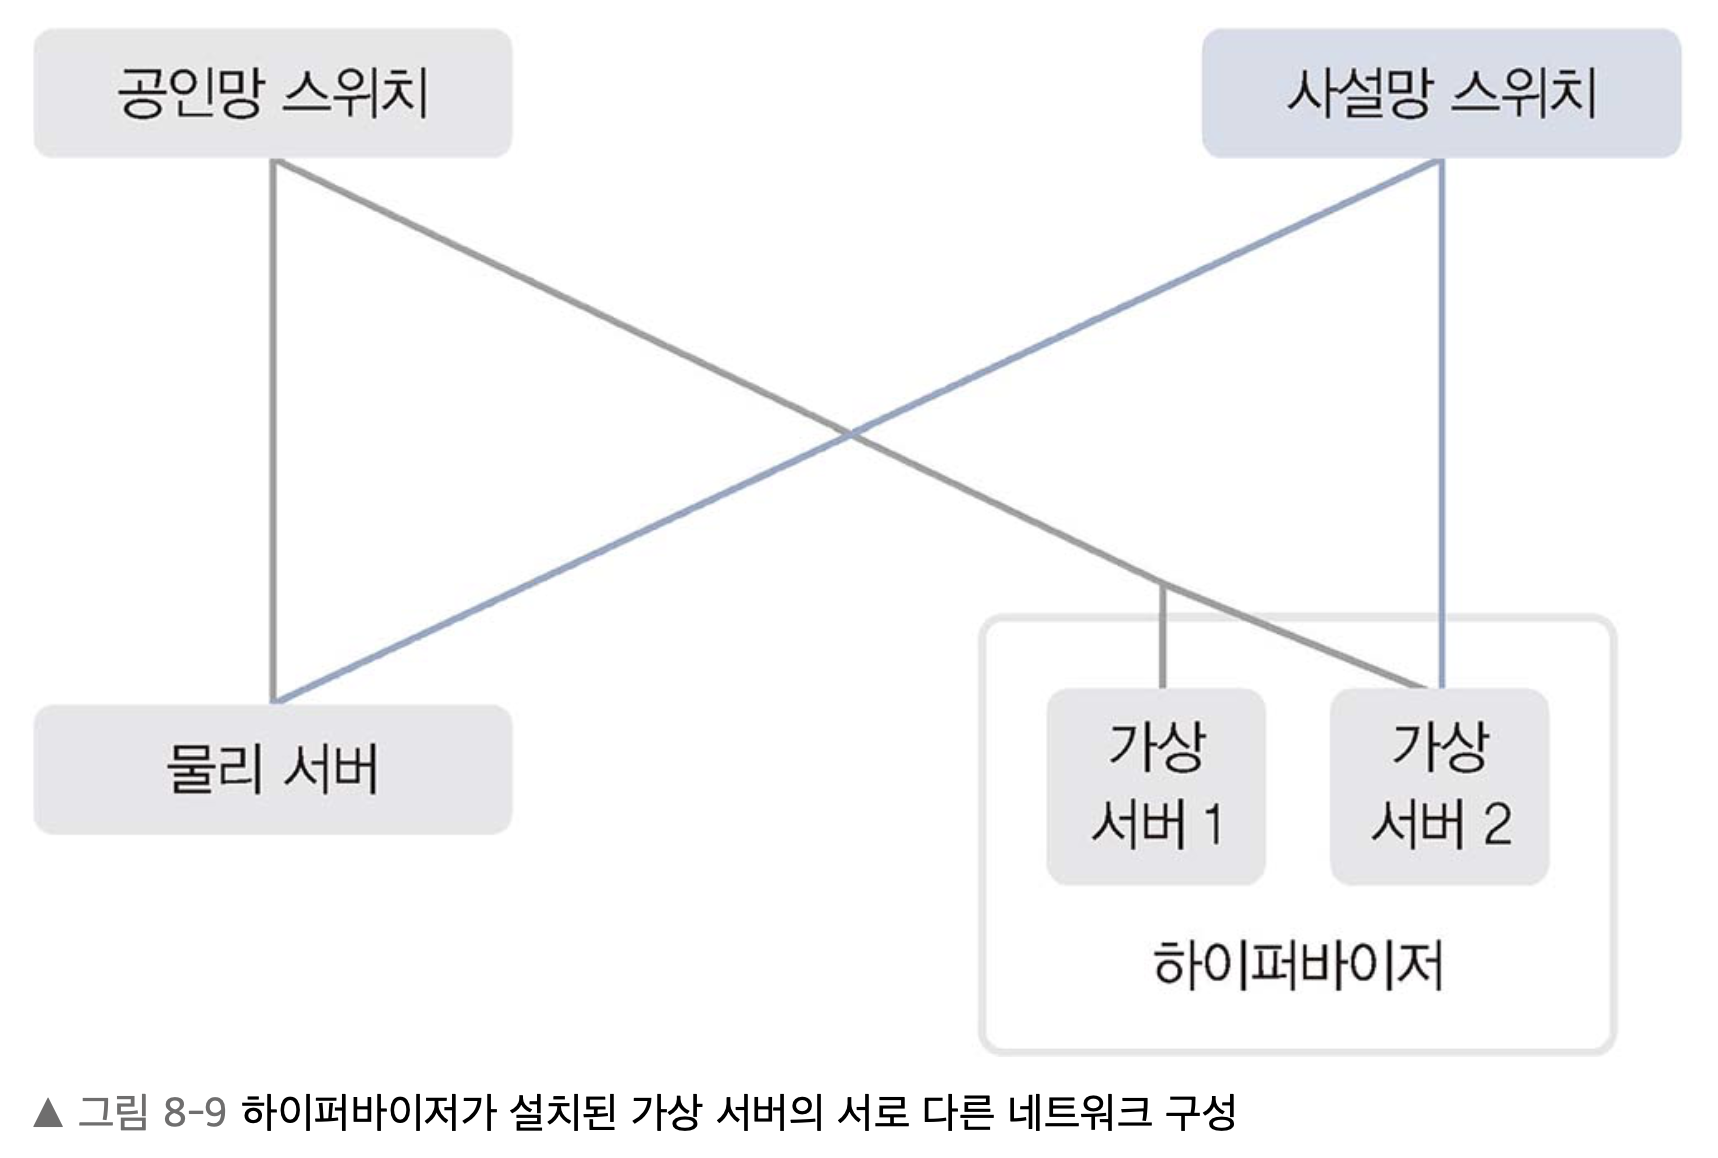 공인망 스위치
사설망 스위치
물리 서버
가상
서버 1
가상
서버 2
하이퍼바이저
▲ 그림 8-9 하이퍼바이저가 설치된 가상 서버의 서로 다른 네트워크 구성